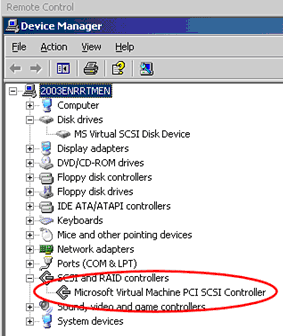 Remote Control
Device Manager
File Action View Help
2003ENRRTMEN
Computer
Disk drives
MS Virtual SCSI Disk Device
Display adapters
DVD/CD-ROM drives
Floppy disk controllers
Floppy disk drives
IDE ATA/ATAPI controllers
Keyboards
Mice and other pointing devices
Network adapters
Ports (COM & LPT)
SCSI and RAID controllers
Microsoft Virtual Machine PCI SCSI Controller
Sound, video and game controllers
System devices